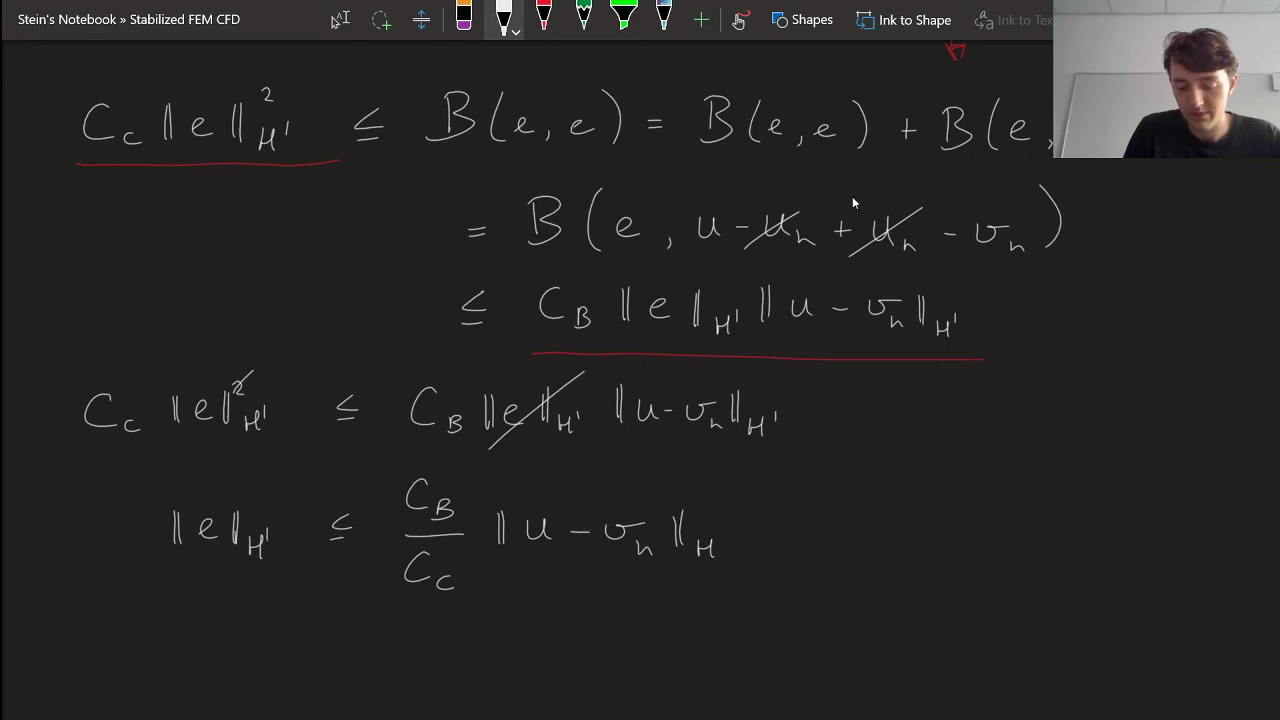 Stein's Notebook » Stabilized FEM CFD
Shapes
Ink to Shape
Ink to Tex
C_c ‖e‖²_{H¹} ≤ B(e, e) = B(e, e) + B(e,
= B(e, u - u_h + u_h - v_h)
≤ C_B ‖e‖_{H¹} ‖u - v_h‖_{H¹}
C_c ‖e‖²_{H¹} ≤ C_B ‖e‖_{H¹} ‖u - v_h‖_{H¹}
‖e‖_{H¹} ≤ C_B / C_c ‖u - v_h‖_H